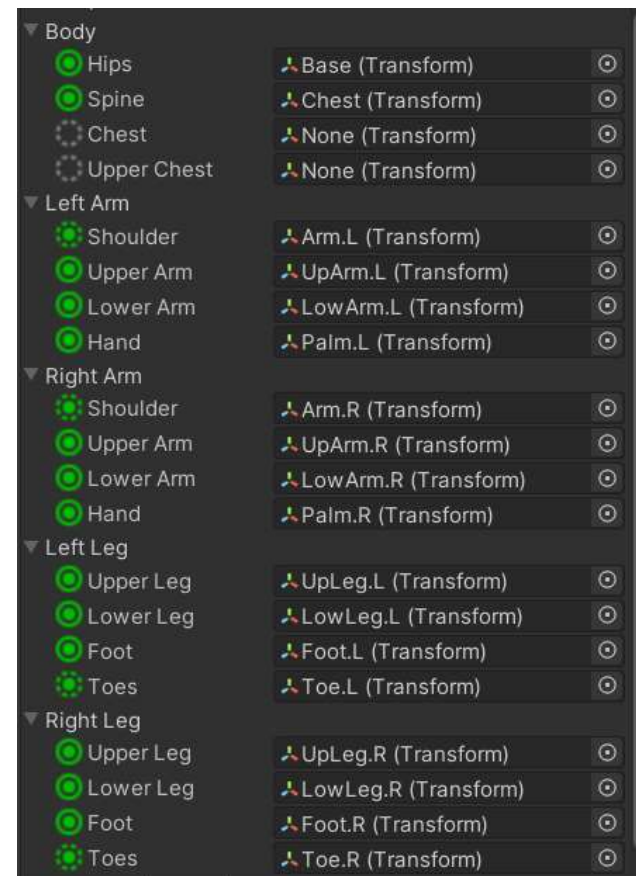 Body
Hips Base (Transform)
Spine Chest (Transform)
Chest None (Transform)
Upper Chest None (Transform)
Left Arm
Shoulder Arm.L (Transform)
Upper Arm UpArm.L (Transform)
Lower Arm LowArm.L (Transform)
Hand Palm.L (Transform)
Right Arm
Shoulder Arm.R (Transform)
Upper Arm UpArm.R (Transform)
Lower Arm LowArm.R (Transform)
Hand Palm.R (Transform)
Left Leg
Upper Leg UpLeg.L (Transform)
Lower Leg LowLeg.L (Transform)
Foot Foot.L (Transform)
Toes Toe.L (Transform)
Right Leg
Upper Leg UpLeg.R (Transform)
Lower Leg LowLeg.R (Transform)
Foot Foot.R (Transform)
Toes Toe.R (Transform)